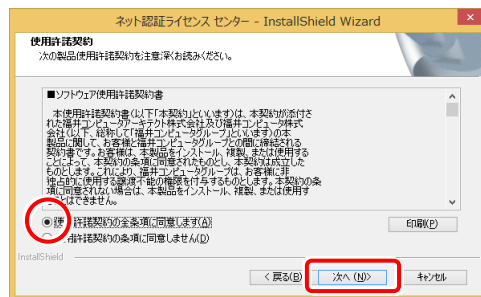 ネット認証ライセンス センター - InstallShield Wizard
使用許諾契約
次の製品使用許諾契約を注意深くお読みください。
■ソフトウェア使用許諾契約書
本使用許諾契約書(以下「本契約」といいます)は、本契約が添付さ
れた福井コンピュータアーキテクト株式会社及び福井コンピュータ株式
会社(以下、総称して「福井コンピュータグループ」といいます)の本
製品に関して、お客様と福井コンピュータグループとの間に締結される
契約書です。お客様は、本製品をインストール、複製、または使用する
ことによって、本契約の条項に同意されたものとし、本契約は成立した
ものとします。これにより、福井コンピュータグループは、お客様に非
独占的に使用する譲渡不能の権限を付与するものとします。本契約の条
項に同意されない場合は、本製品をインストール、複製、または使用す
ることはできません。
許諾契約の全条項に同意します(A)
許諾契約の条項に同意しません(D)
印刷(P)
InstallShield
< 戻る(B)
次へ (N)>
キャンセル